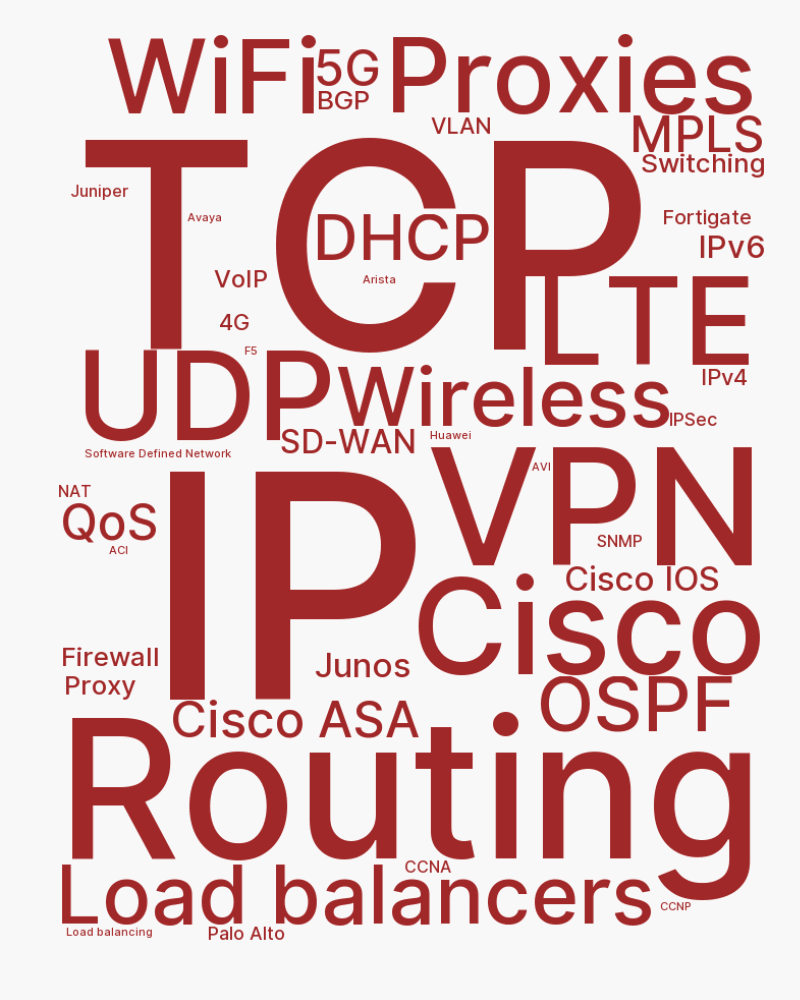 WiFi
5G
Proxies
BGP
VLAN
MPLS
Switching
TCP
Juniper
Avaya
DHCP
Fortigate
IPv6
VoIP
Arista
LTE
4G
F5
UDP
Wireless
IPv4
IPSec
SD-WAN
Huawei
Software Defined Network
VPN
AVI
NAT
QoS
ACI
SNMP
IP
Cisco IOS
Cisco
Firewall
Junos
Proxy
OSPF
Cisco ASA
Routing
CCNA
Load balancers
CCNP
Load balancing
Palo Alto